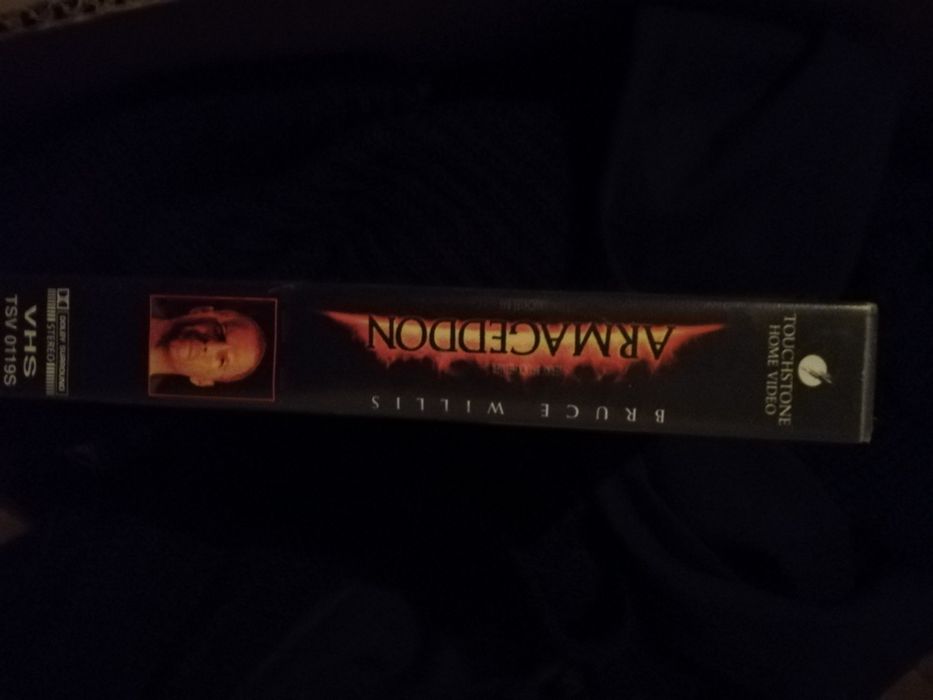 TOUCHSTONE
HOME VIDEO
BRUCE WILLIS
ARMAGEDDON
DOLBY SURROUND
STEREO
VHS
TSV 0119S